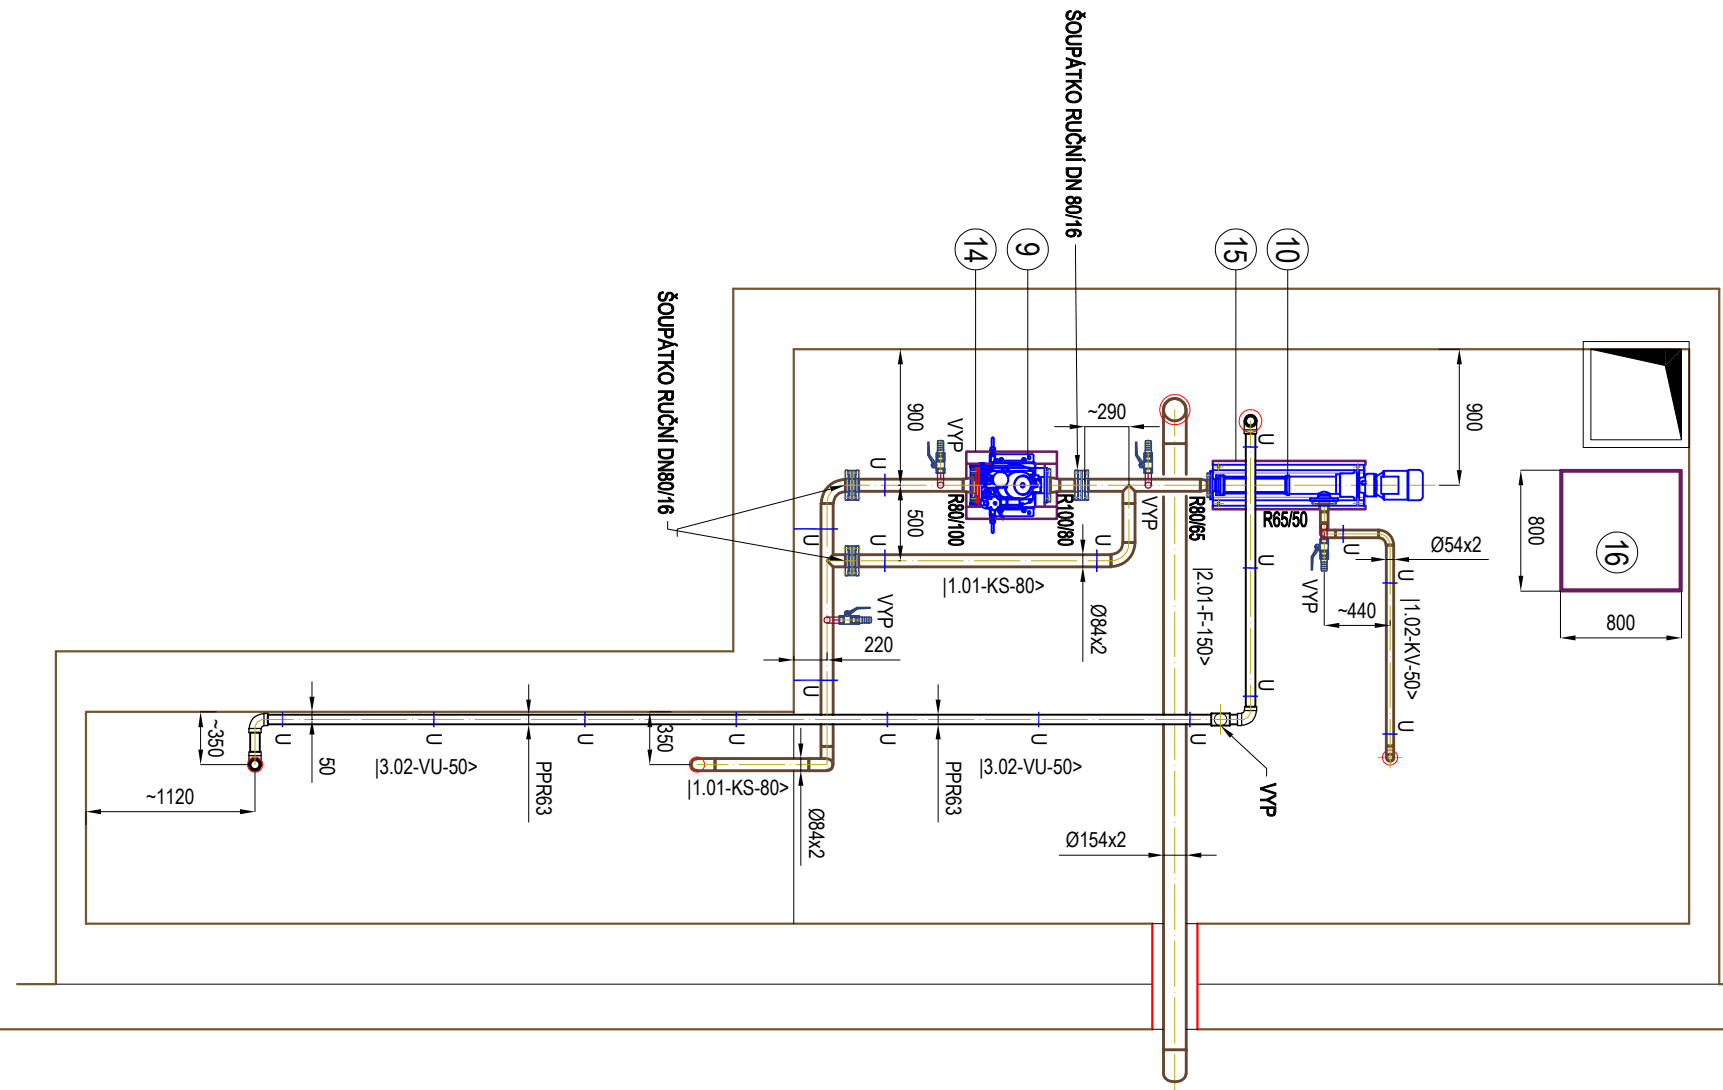 ŠOUPÁTKO RUČNÍ DN 80/16
14
9
15
10
ŠOUPÁTKO RUČNÍ DN80/16
900
VYP
~290
900
U
U
R80/100
R100/80
VYP
R80/65
R65/50
500
U
U
U
U
Ø54x2
800
16
|1.01-KS-80>
|2.01-F-150>
U
U
VYP
~440
|1.02-KV-50>
VYP
Ø84x2
800
220
U
U
U
~350
U
50
U
|3.02-VU-50>
U
PPR63
350
U
|1.01-KS-80>
U
PPR63
U
|3.02-VU-50>
U
VYP
~1120
Ø84x2
Ø154x2